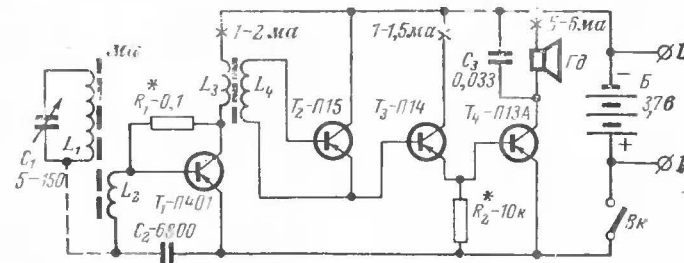 Ма
1-2ма
1-1,5ма
5-6ма
C₁
5-150
L₁
L₂
*
R₁-0,1
T₁-П401
C₂-6800
L₃
L₄
T₂-П15
T₃-П14
*
R₂-10к
C₃
0,033
T₄-П13А
Гд
−
Б
3,7в
+
Вк